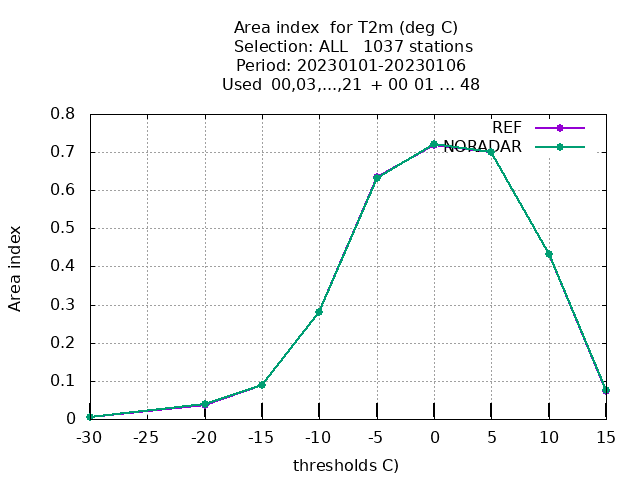 Area index  for T2m (deg C)
Selection: ALL   1037 stations
Period: 20230101-20230106
Used  00,03,...,21  + 00 01 ... 48
REF
NORADAR
0.8
0.7
0.6
0.5
0.4
0.3
0.2
0.1
0
Area index
-30 -25 -20 -15 -10 -5 0 5 10 15
thresholds C)